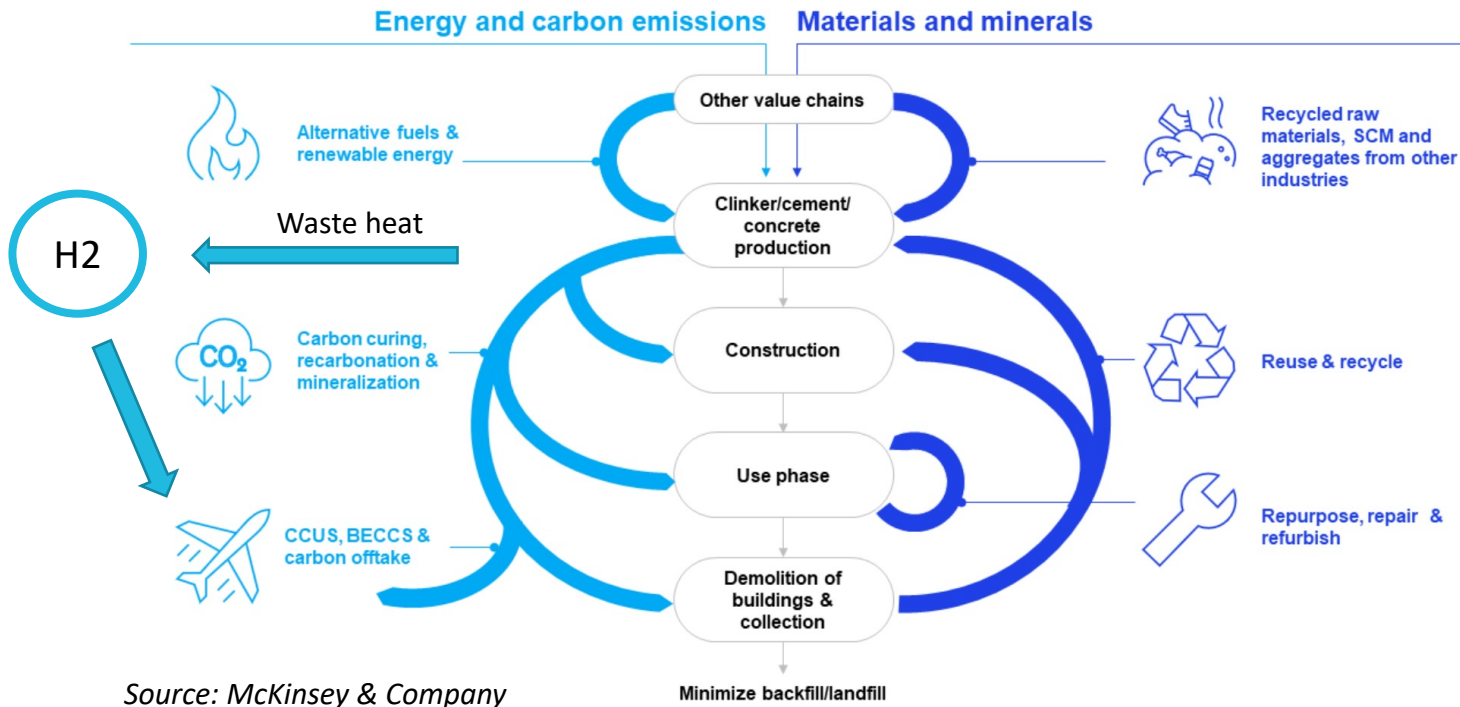 Energy and carbon emissions
Materials and minerals
Other value chains
Alternative fuels &
renewable energy
Recycled raw
materials, SCM and
aggregates from other
industries
Clinker/cement/
concrete
production
Waste heat
H2
CO2
Carbon curing,
recarbonation &
mineralization
Construction
Reuse & recycle
Use phase
CCUS, BECCS &
carbon offtake
Repurpose, repair &
refurbish
Demolition of
buildings &
collection
Source: McKinsey & Company
Minimize backfill/landfill